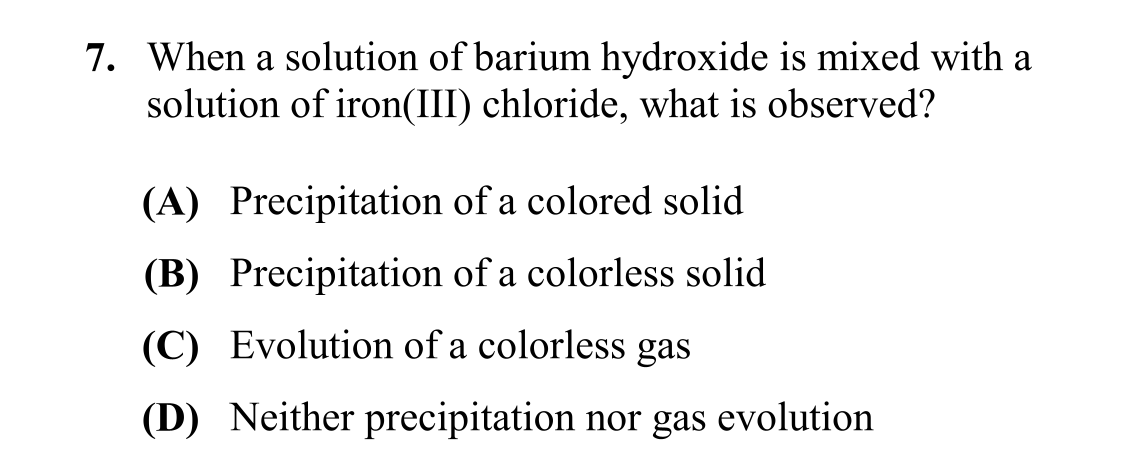 7. When a solution of barium hydroxide is mixed with a
solution of iron(III) chloride, what is observed?
(A) Precipitation of a colored solid
(B) Precipitation of a colorless solid
(C) Evolution of a colorless gas
(D) Neither precipitation nor gas evolution